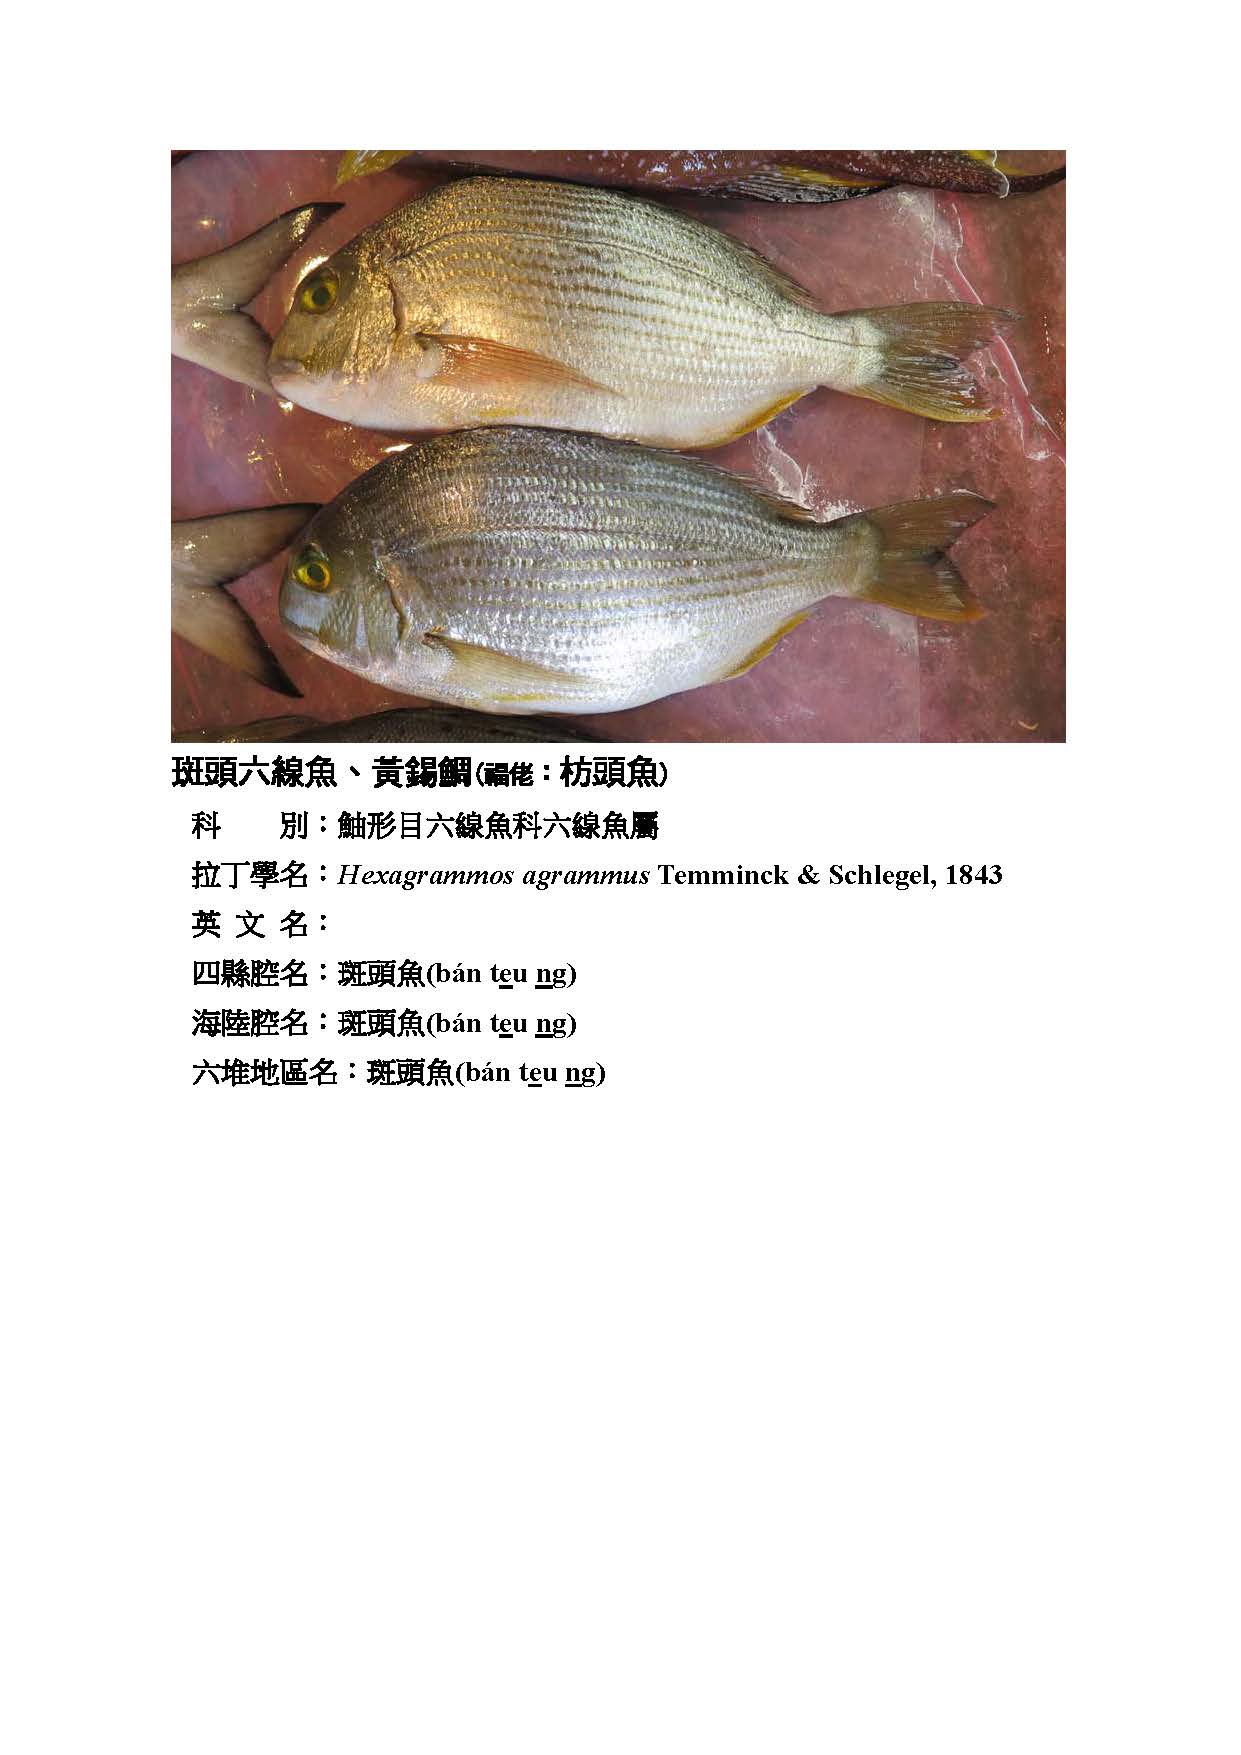 斑頭六線魚、黃錫鯛(福佬：枋頭魚)
科　　別：鮋形目六線魚科六線魚屬
拉丁學名：Hexagrammos agrammus Temminck & Schlegel, 1843
英 文 名：
四縣腔名：斑頭魚(bán teu ng)
海陸腔名：斑頭魚(bán teu ng)
六堆地區名：斑頭魚(bán teu ng)